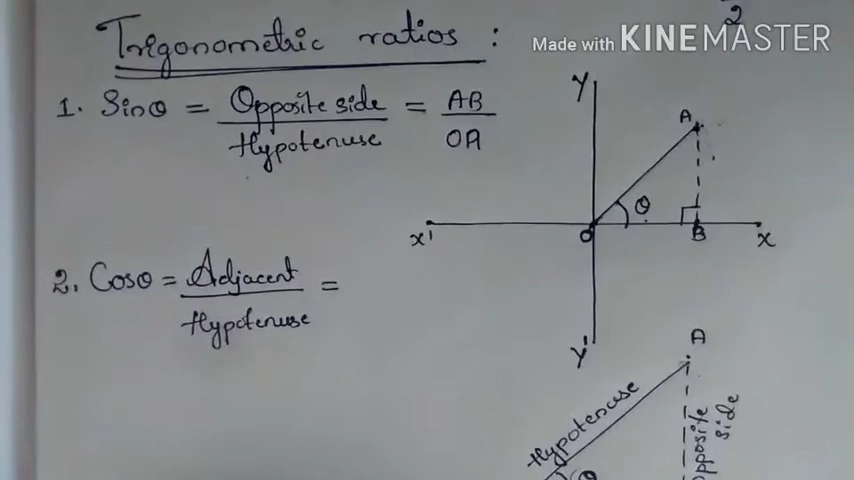 2
Made with KINEMASTER
Trigonometric ratios :
1. Sinθ = Opposite side / Hypotenuse = AB / OA
Y
A
θ
X'
O
B
X
2. Cosθ = Adjacent / Hypotenuse =
Y'
A
Hypotenuse
Opposite side
θ